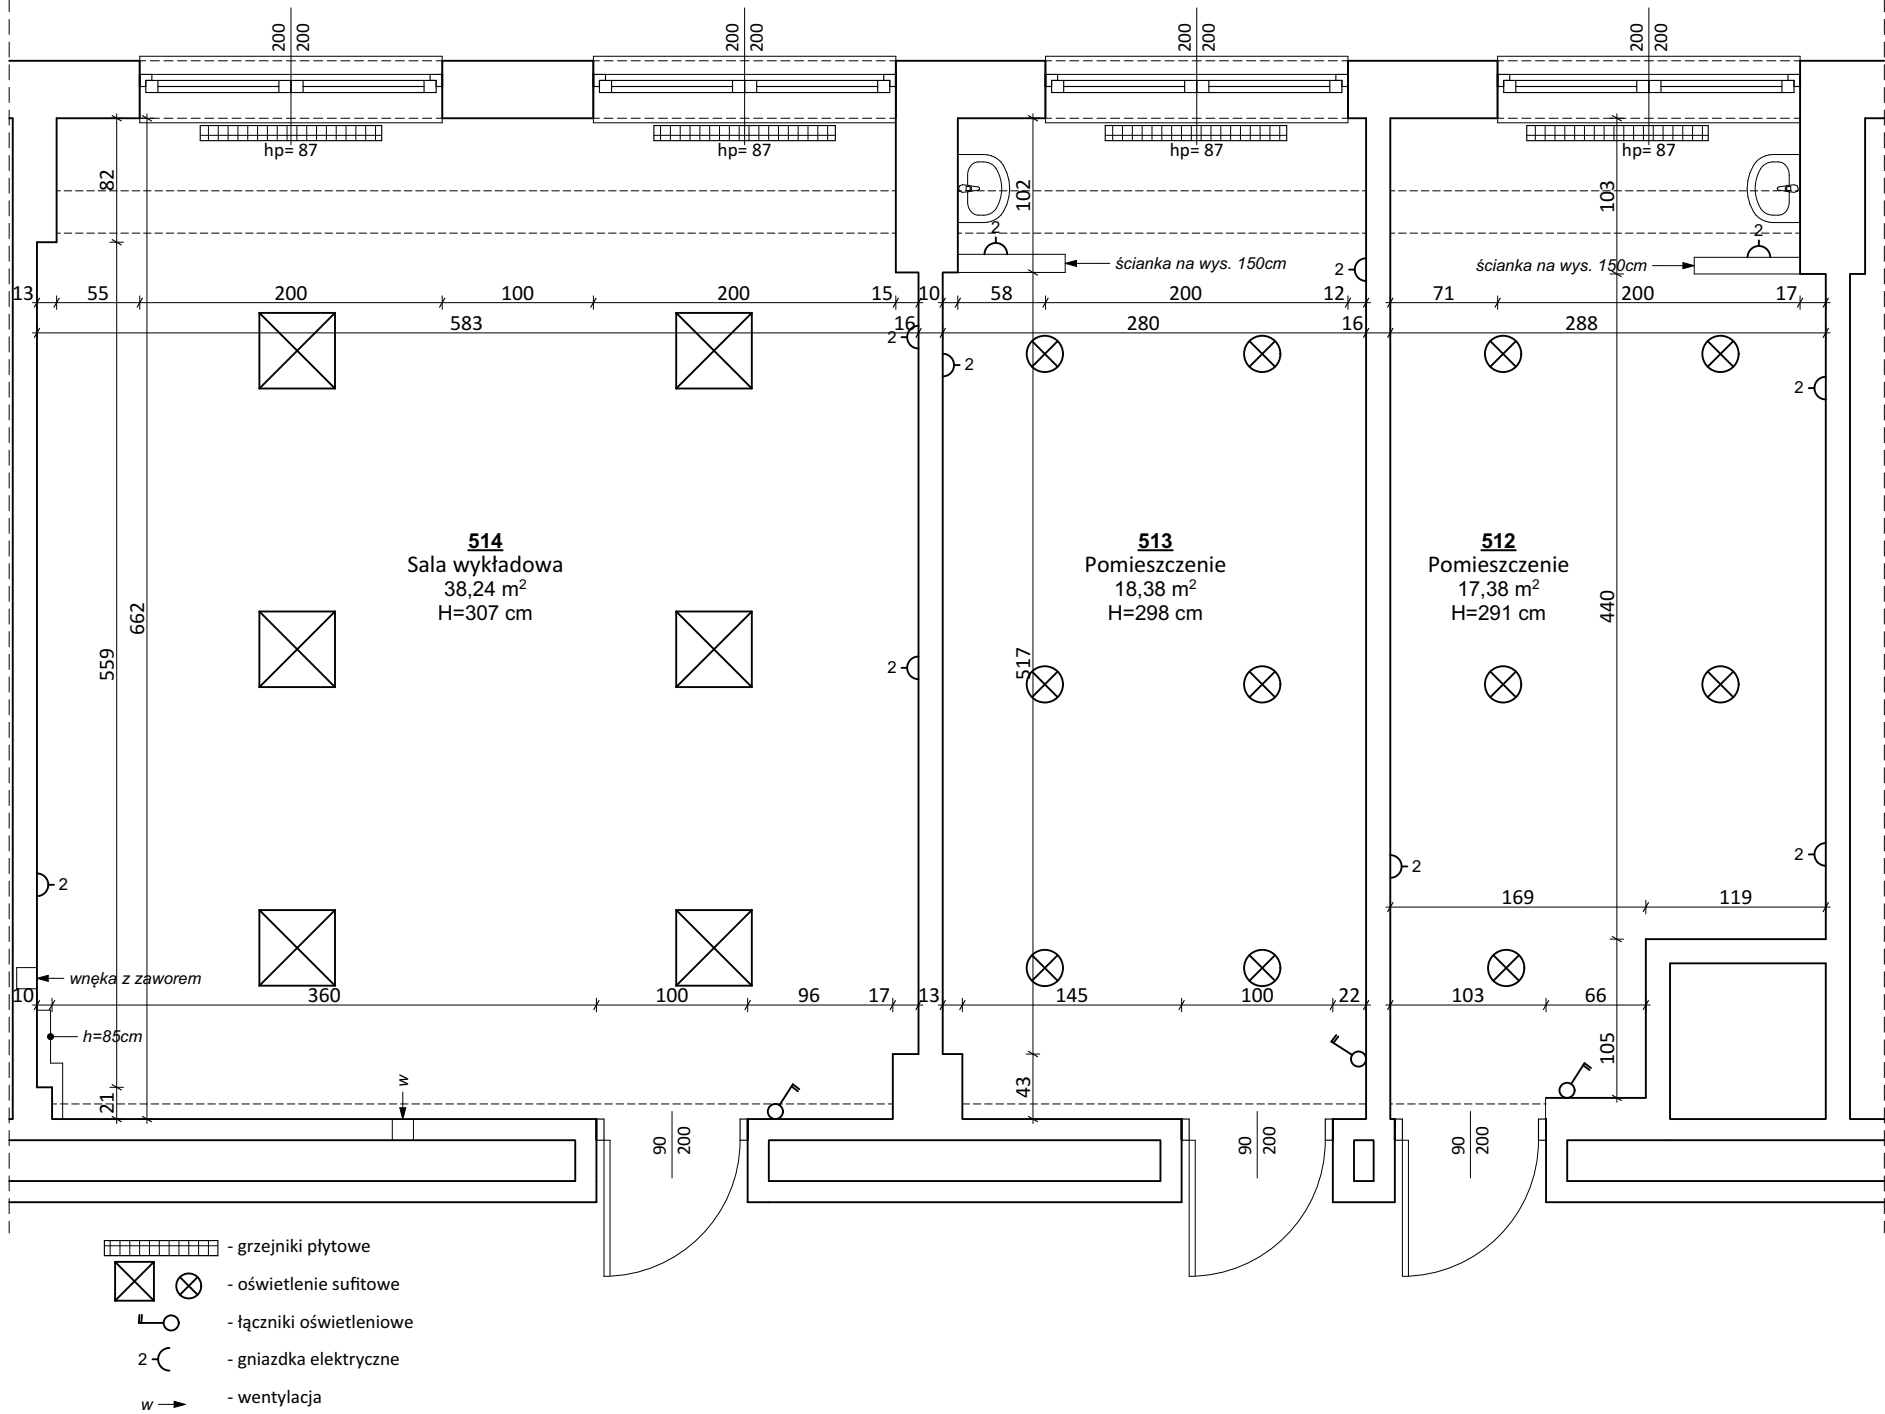 200 200
200 200
200 200
200 200
hp= 87
hp= 87
hp= 87
hp= 87
82
102
103
2
2
ścianka na wys. 150cm
2
ścianka na wys. 150cm
13 55 200 100 200 15 10 58 200 12 71 200 17
583 16 280 16 288
2
2
2
514
Sala wykładowa
38,24 m²
H=307 cm
513
Pomieszczenie
18,38 m²
H=298 cm
512
Pomieszczenie
17,38 m²
H=291 cm
662
559
517
440
2
2
2
2
169 119
wnęka z zaworem
10 360 100 96 17 13 145 100 22 103 66
h=85cm
21
w
43
105
90 200
90 200
90 200
- grzejniki płytowe
- oświetlenie sufitowe
- łączniki oświetleniowe
2 - gniazdka elektryczne
w - wentylacja